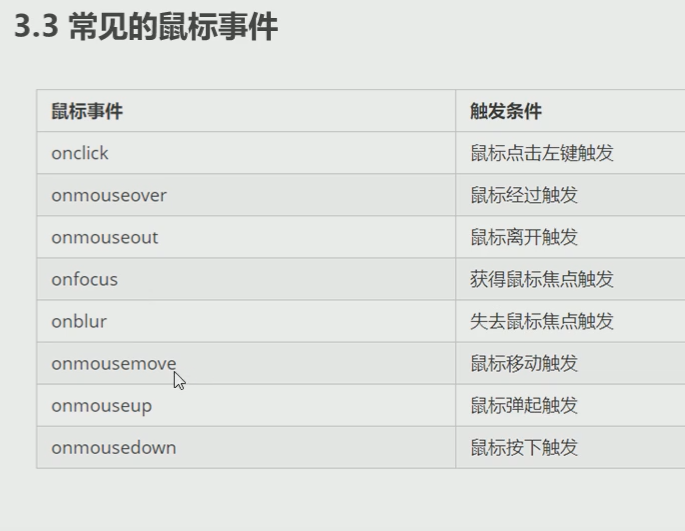 3.3 常见的鼠标事件
鼠标事件 触发条件
onclick 鼠标点击左键触发
onmouseover 鼠标经过触发
onmouseout 鼠标离开触发
onfocus 获得鼠标焦点触发
onblur 失去鼠标焦点触发
onmousemove 鼠标移动触发
onmouseup 鼠标弹起触发
onmousedown 鼠标按下触发